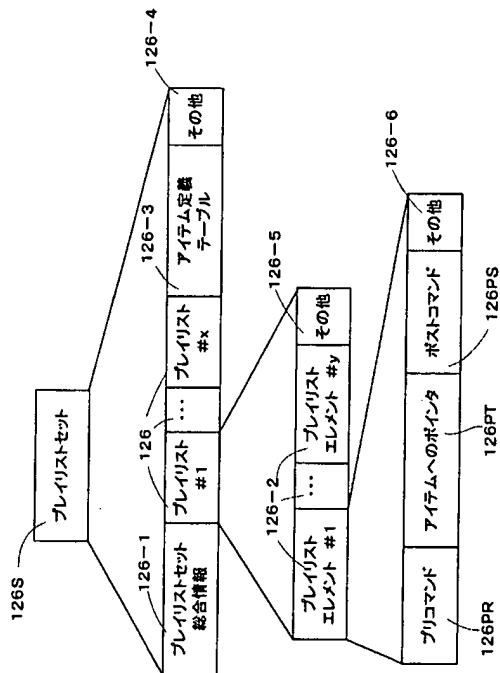 126S
プレイリストセット
126-1
プレイリストセット
総合情報
プレイリスト
#1
126
...
プレイリスト
#x
126-3
アイテム定義
テーブル
126-4
その他
プレイリスト
エレメント #1
126-2
...
プレイリスト
エレメント #y
126-5
その他
プリコマンド
126PR
アイテムへのポインタ
126PT
ポストコマンド
126PS
その他
126-6